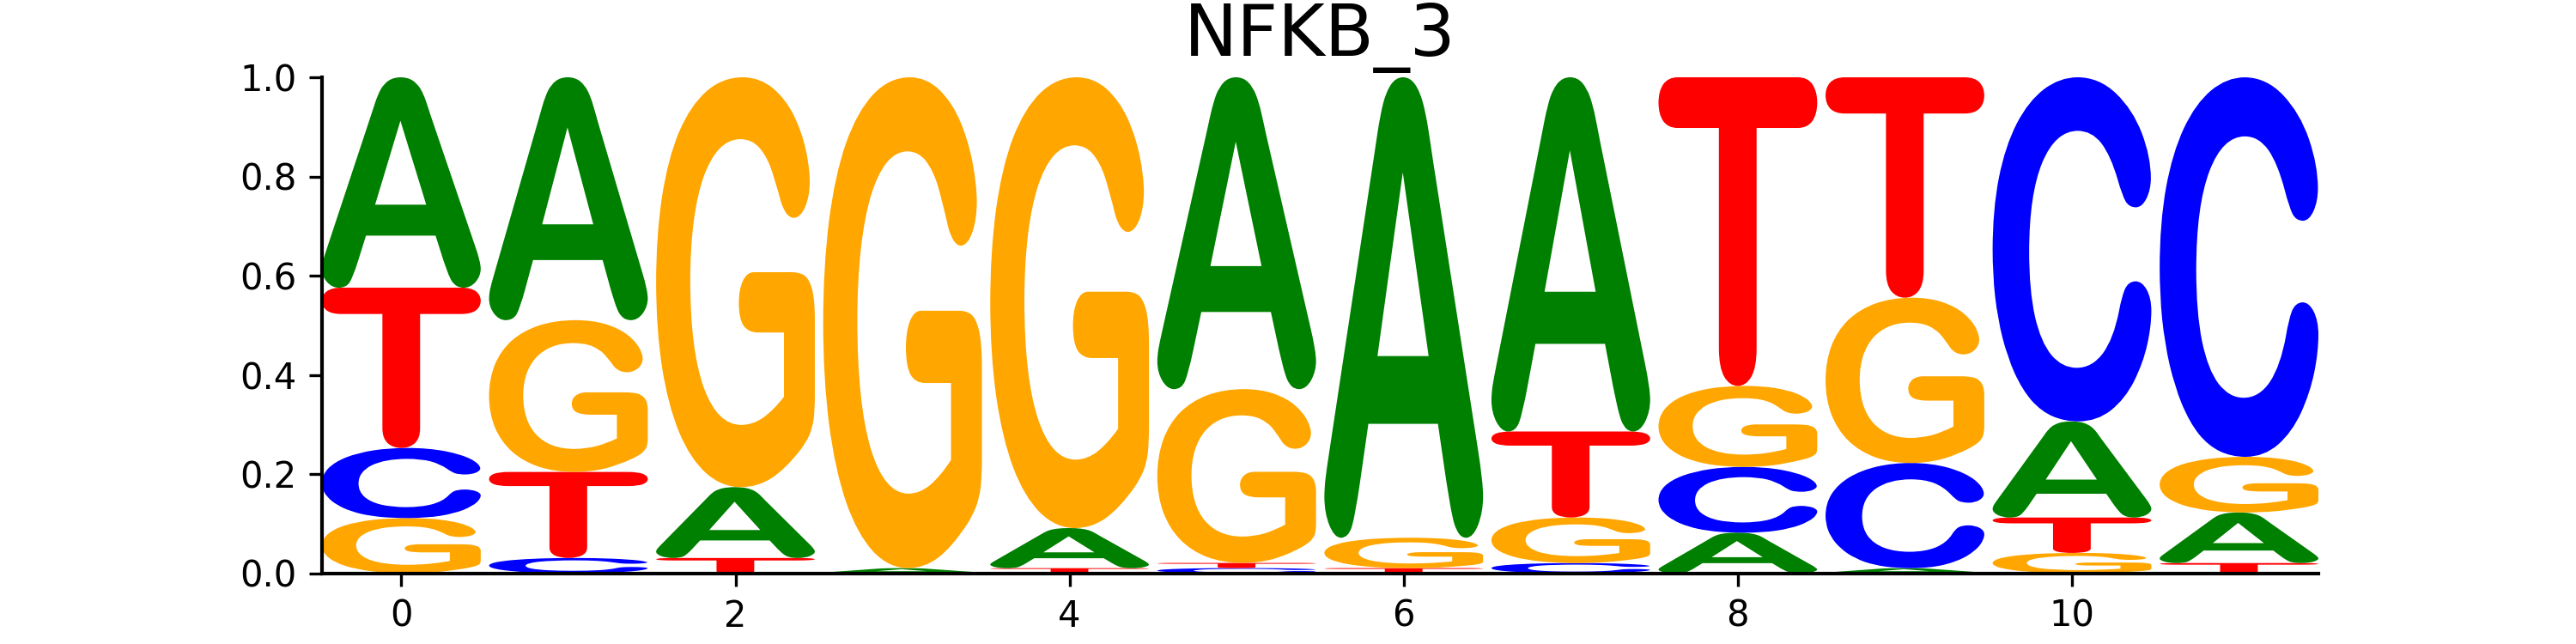 NFKB_3
1.0
0.8
0.6
0.4
0.2
0.0
A A G G G A A A T T C C
T G A A A G G T G G A G
C T T T T G C C T A
G C C A A G T
0 2 4 6 8 10